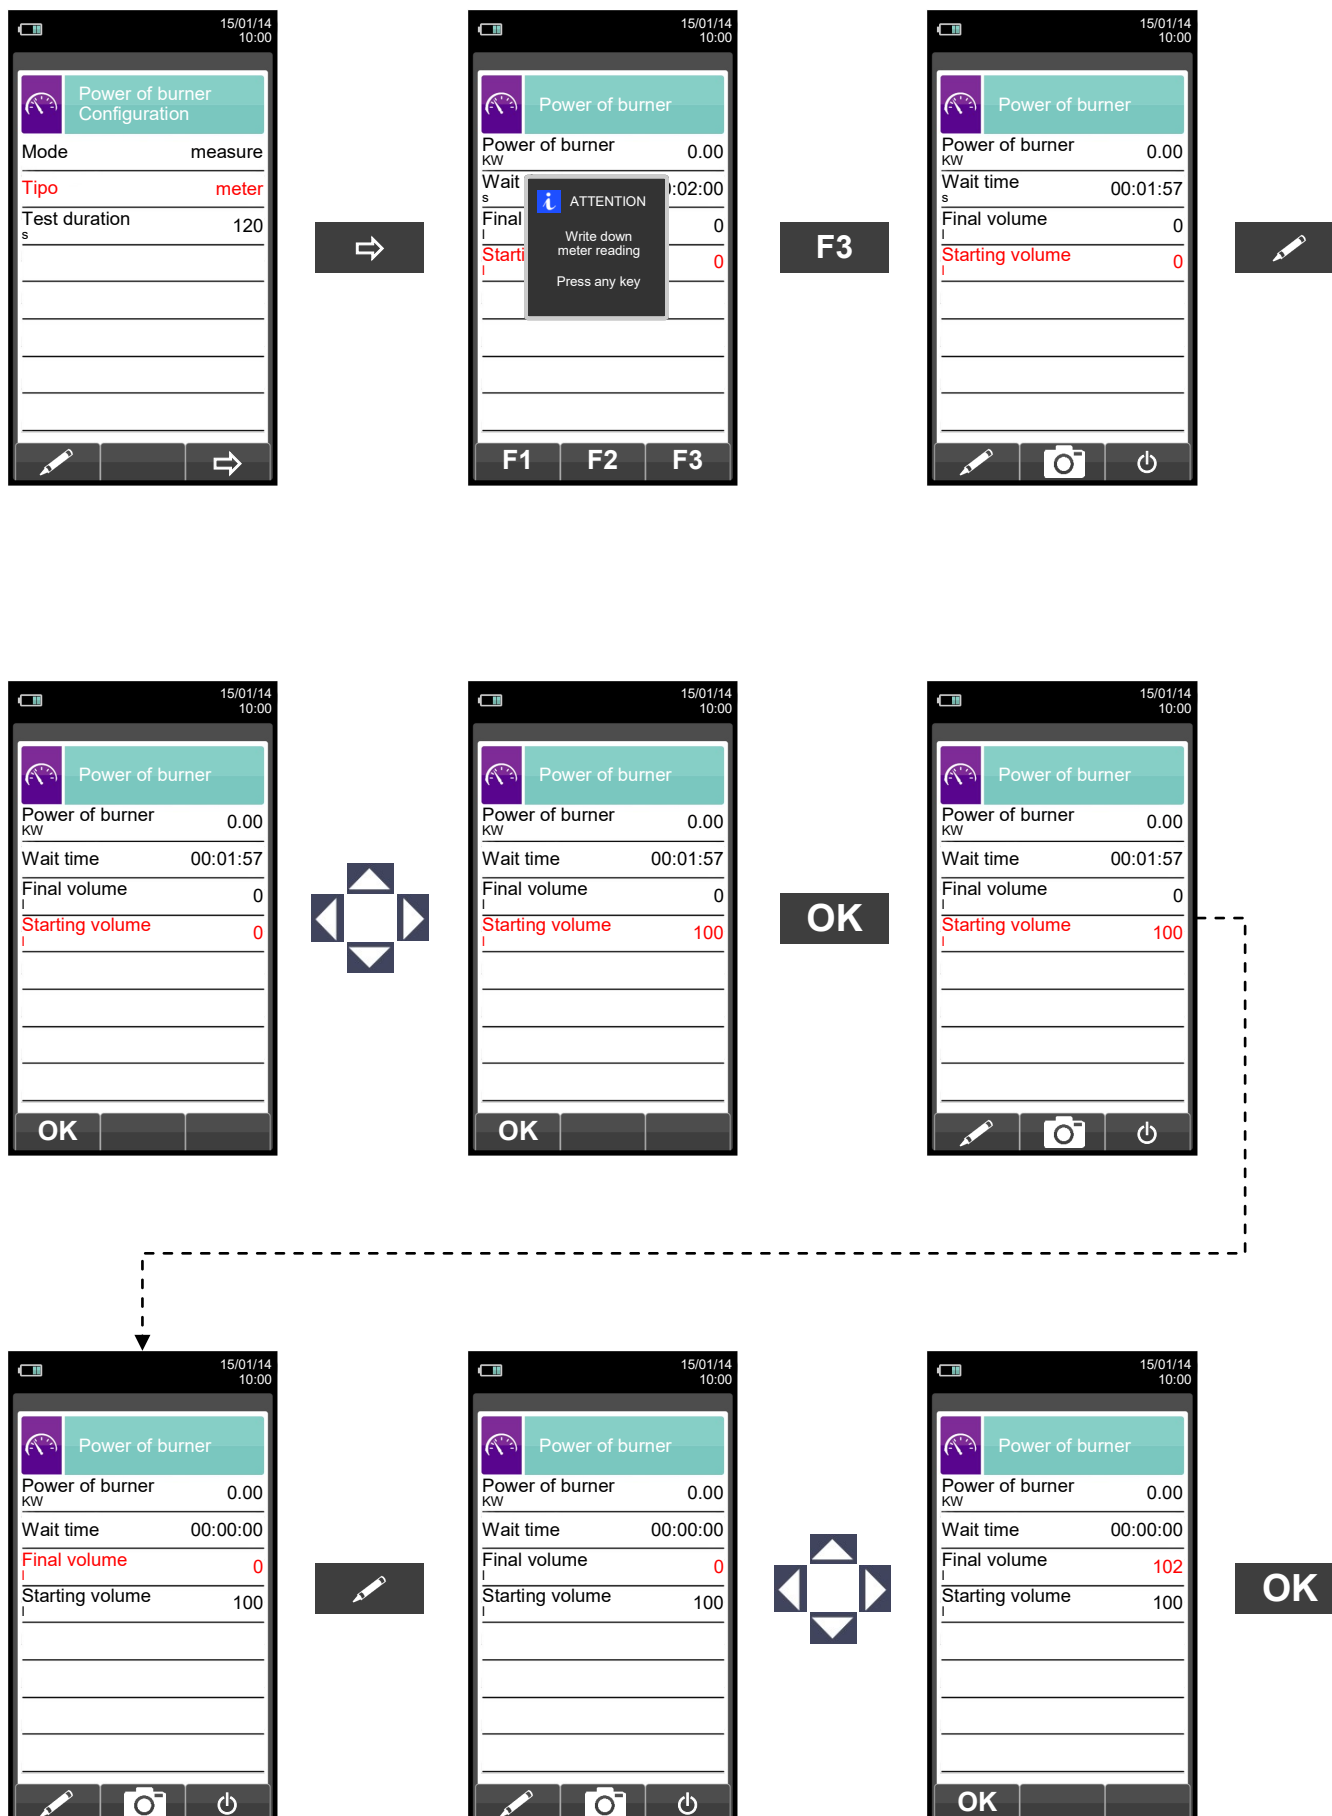 15/01/14
10:00
Power of burner
Configuration
Mode measure
Tipo meter
Test duration 120
s
15/01/14
10:00
Power of burner
Power of burner 0.00
KW
Wait :02:00
s
Final 0
l
Starti 0
l
i ATTENTION
Write down
meter reading
Press any key
F1 F2 F3
F3
15/01/14
10:00
Power of burner
Power of burner 0.00
KW
Wait time 00:01:57
s
Final volume 0
l
Starting volume 0
l
15/01/14
10:00
Power of burner
Power of burner 0.00
KW
Wait time 00:01:57
Final volume 0
l
Starting volume 0
l
OK
15/01/14
10:00
Power of burner
Power of burner 0.00
KW
Wait time 00:01:57
Final volume 0
l
Starting volume 100
l
OK
OK
15/01/14
10:00
Power of burner
Power of burner 0.00
KW
Wait time 00:01:57
Final volume 0
l
Starting volume 100
l
15/01/14
10:00
Power of burner
Power of burner 0.00
KW
Wait time 00:00:00
Final volume 0
l
Starting volume 100
l
15/01/14
10:00
Power of burner
Power of burner 0.00
KW
Wait time 00:00:00
Final volume 0
l
Starting volume 100
l
15/01/14
10:00
Power of burner
Power of burner 0.00
KW
Wait time 00:00:00
Final volume 102
l
Starting volume 100
l
OK
OK